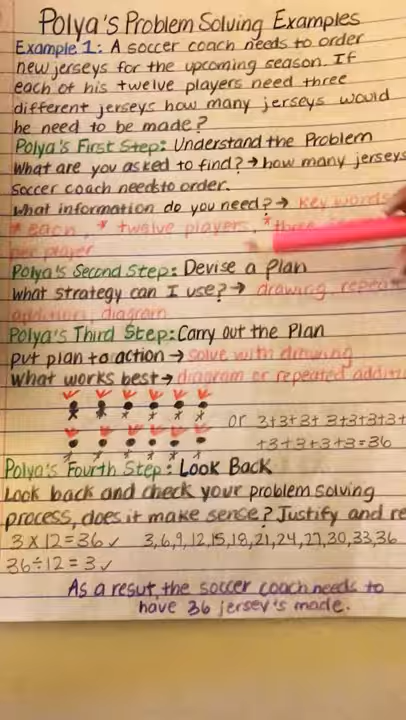 Polya's Problem Solving Examples
Example 1: A soccer coach needs to order
new jerseys for the upcoming season. If
each of his twelve players need three
different jerseys how many jerseys would
he need to be made?
Polya's First Step: Understand the Problem
What are you asked to find? → how many jerseys
soccer coach needs to order.
What information do you need? → key words
* each, * twelve players, * three
per player
Polya's Second Step: Devise a Plan
What strategy can I use? → drawing, repeat
addition, diagram
Polya's Third Step: Carry out the Plan
put plan to action → solve with drawing
What works best → diagram or repeated additi
or 3+3+3+3+3+3+3+
+3+3+3+3=36
Polya's Fourth Step: Look Back
Look back and check your problem solving
process, does it make sense? Justify and re
3 x 12 = 36 ✓ 3,6,9,12,15,18,21,24,27,30,33,36
36÷12 = 3 ✓
As a resut, the soccer coach needs to
have 36 jersey's made.